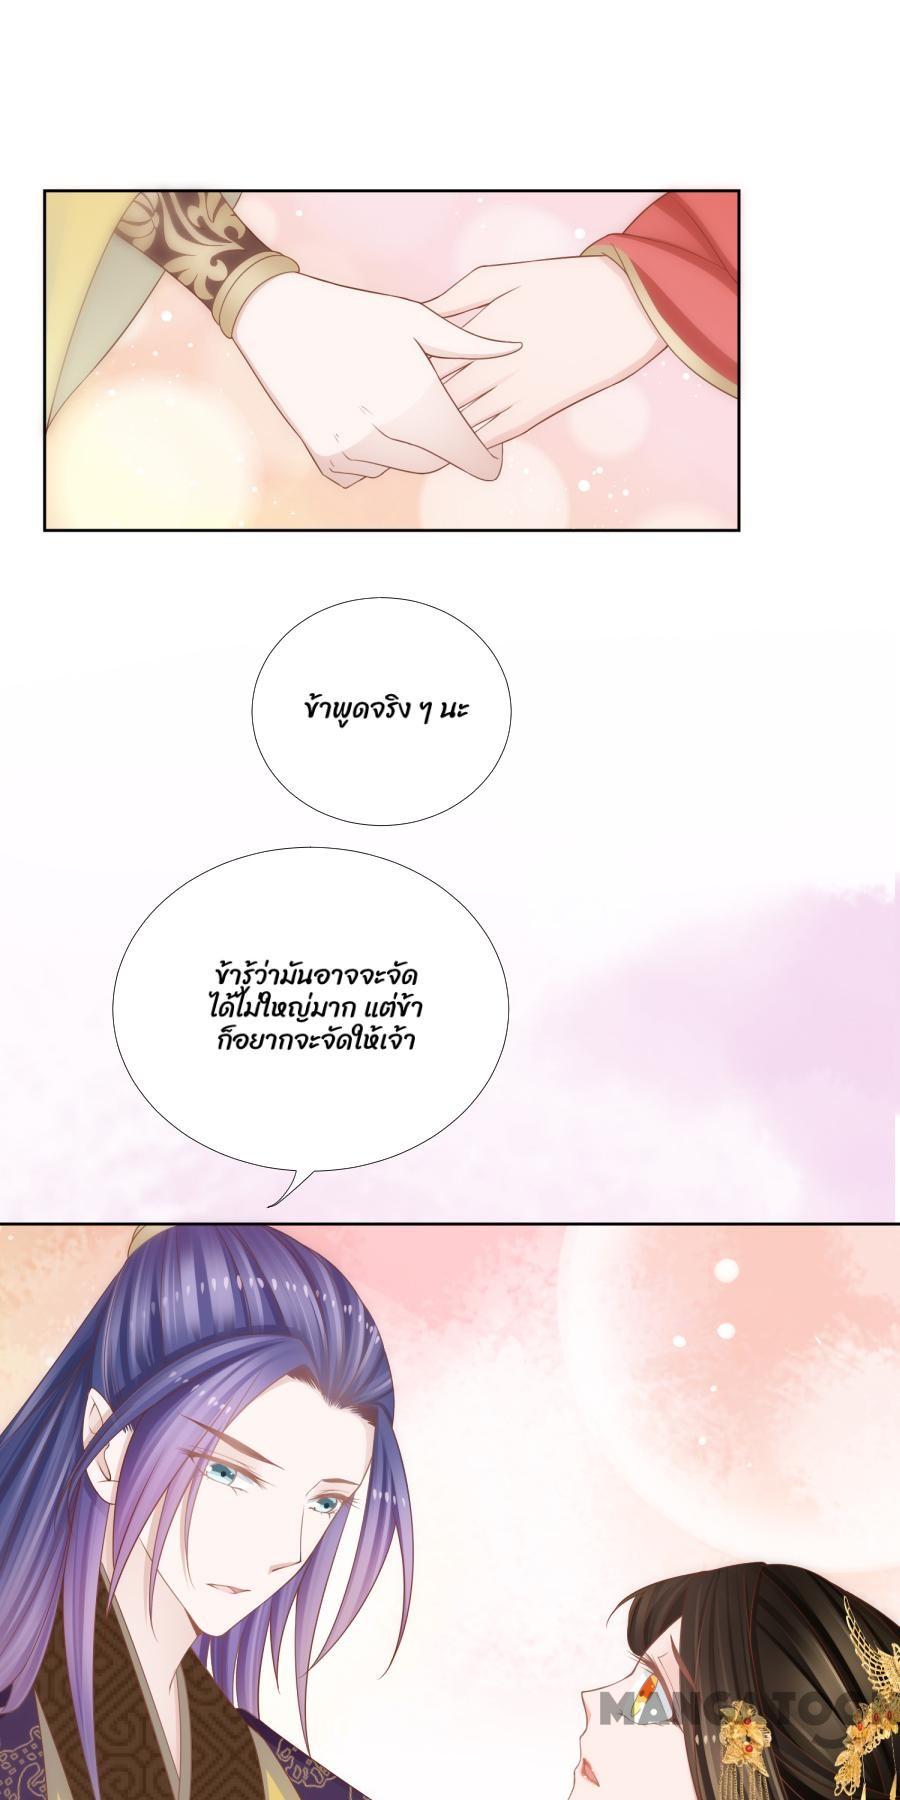 ข้าพูดจริง ๆ นะ
ข้ารู้ว่ามันอาจจะจัด
ได้ไม่ใหญ่มาก แต่ข้า
ก็อยากจะจัดให้เจ้า
MANGATOON